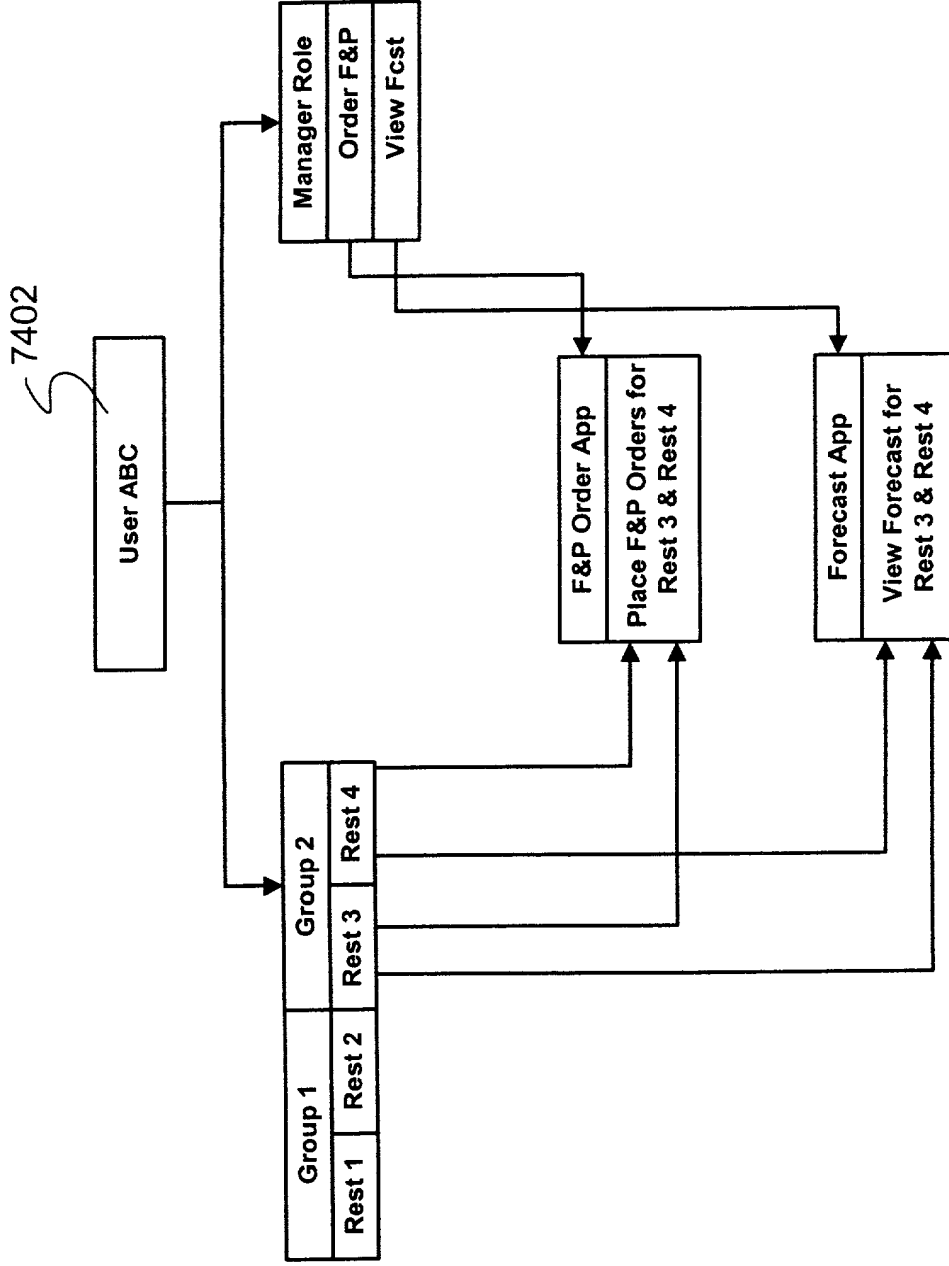 7402
User ABC
Group 1
Group 2
Rest 1
Rest 2
Rest 3
Rest 4
Manager Role
Order F&P
View Fcst
F&P Order App
Place F&P Orders for
Rest 3 & Rest 4
Forecast App
View Forecast for
Rest 3 & Rest 4